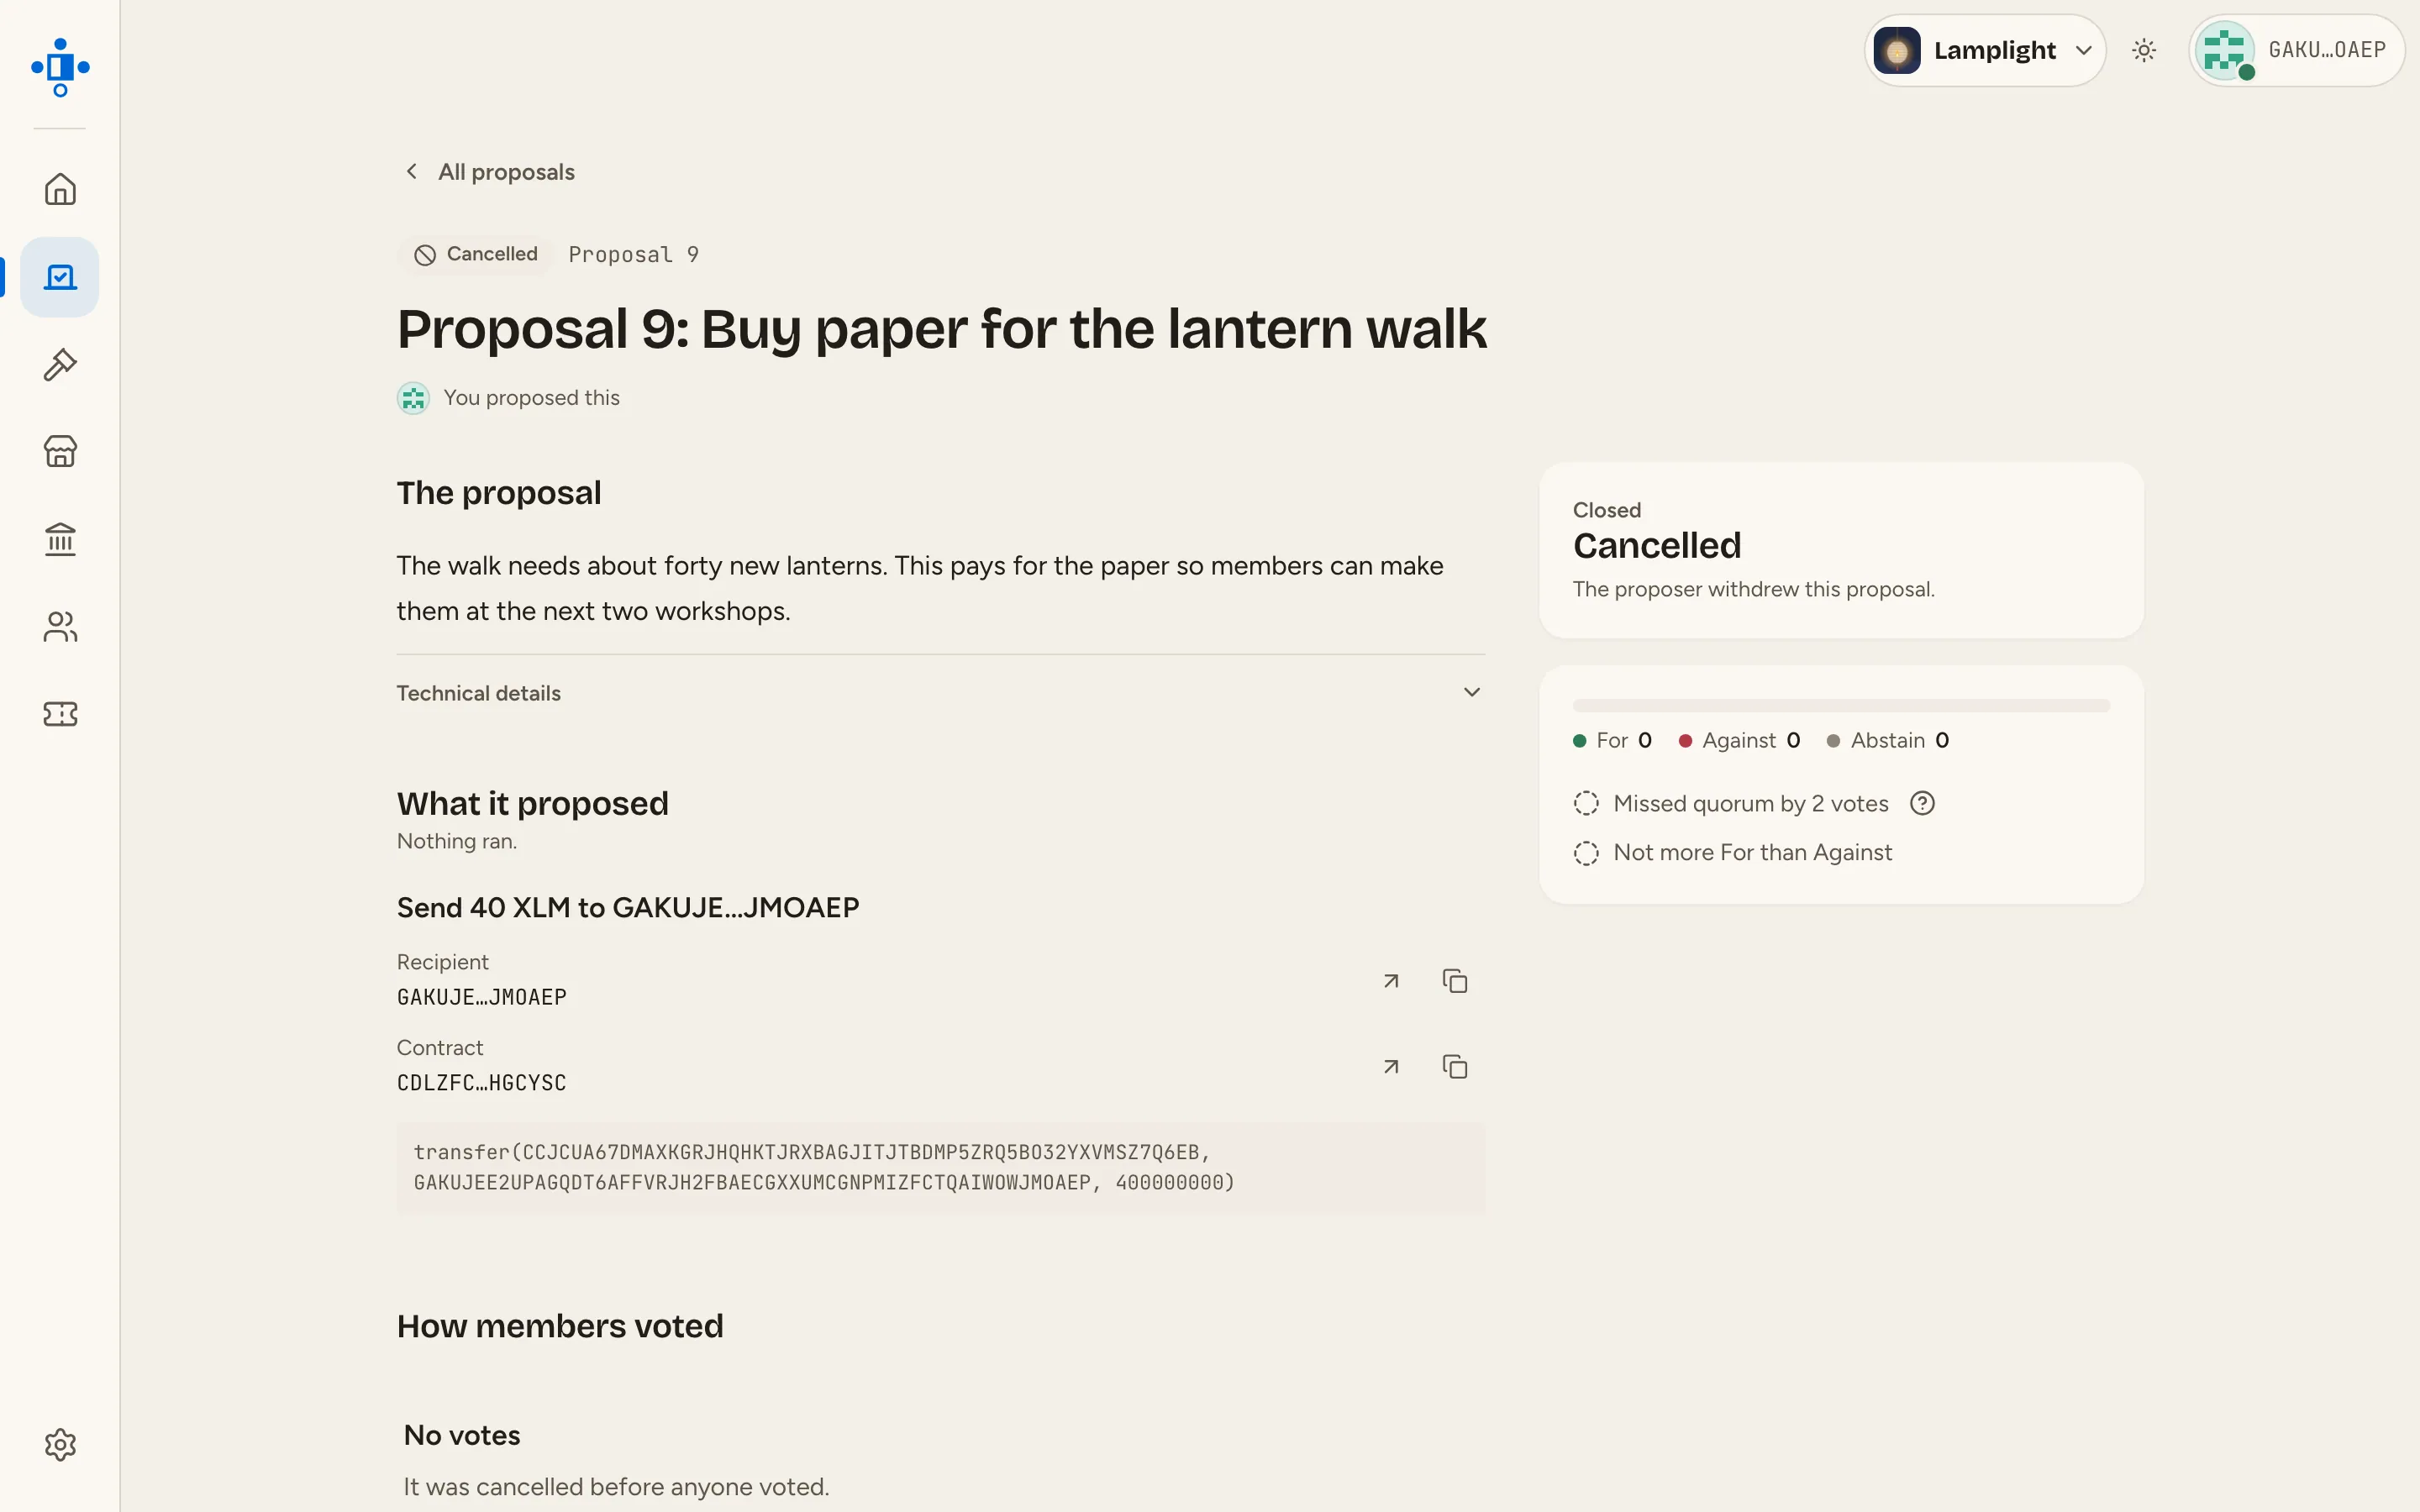 Lamplight
GAKU…OAEP
All proposals
Cancelled
Proposal 9
Proposal 9: Buy paper for the lantern walk
You proposed this
The proposal
The walk needs about forty new lanterns. This pays for the paper so members can make
them at the next two workshops.
Technical details
What it proposed
Nothing ran.
Send 40 XLM to GAKUJE…JMOAEP
Recipient
GAKUJE…JMOAEP
Contract
CDLZFC…HGCYSC
transfer(CCJCUA67DMAXKGRJHQHKTJRXBAGJITJTBDMP5ZRQ5BO32YXVMSZ7Q6EB,
GAKUJEE2UPAGQDT6AFFVRJH2FBAECGXXUMCGNPMIZFCTQAIWOWJMOAEP, 400000000)
How members voted
No votes
It was cancelled before anyone voted.
Closed
Cancelled
The proposer withdrew this proposal.
For 0 Against 0 Abstain 0
Missed quorum by 2 votes
Not more For than Against